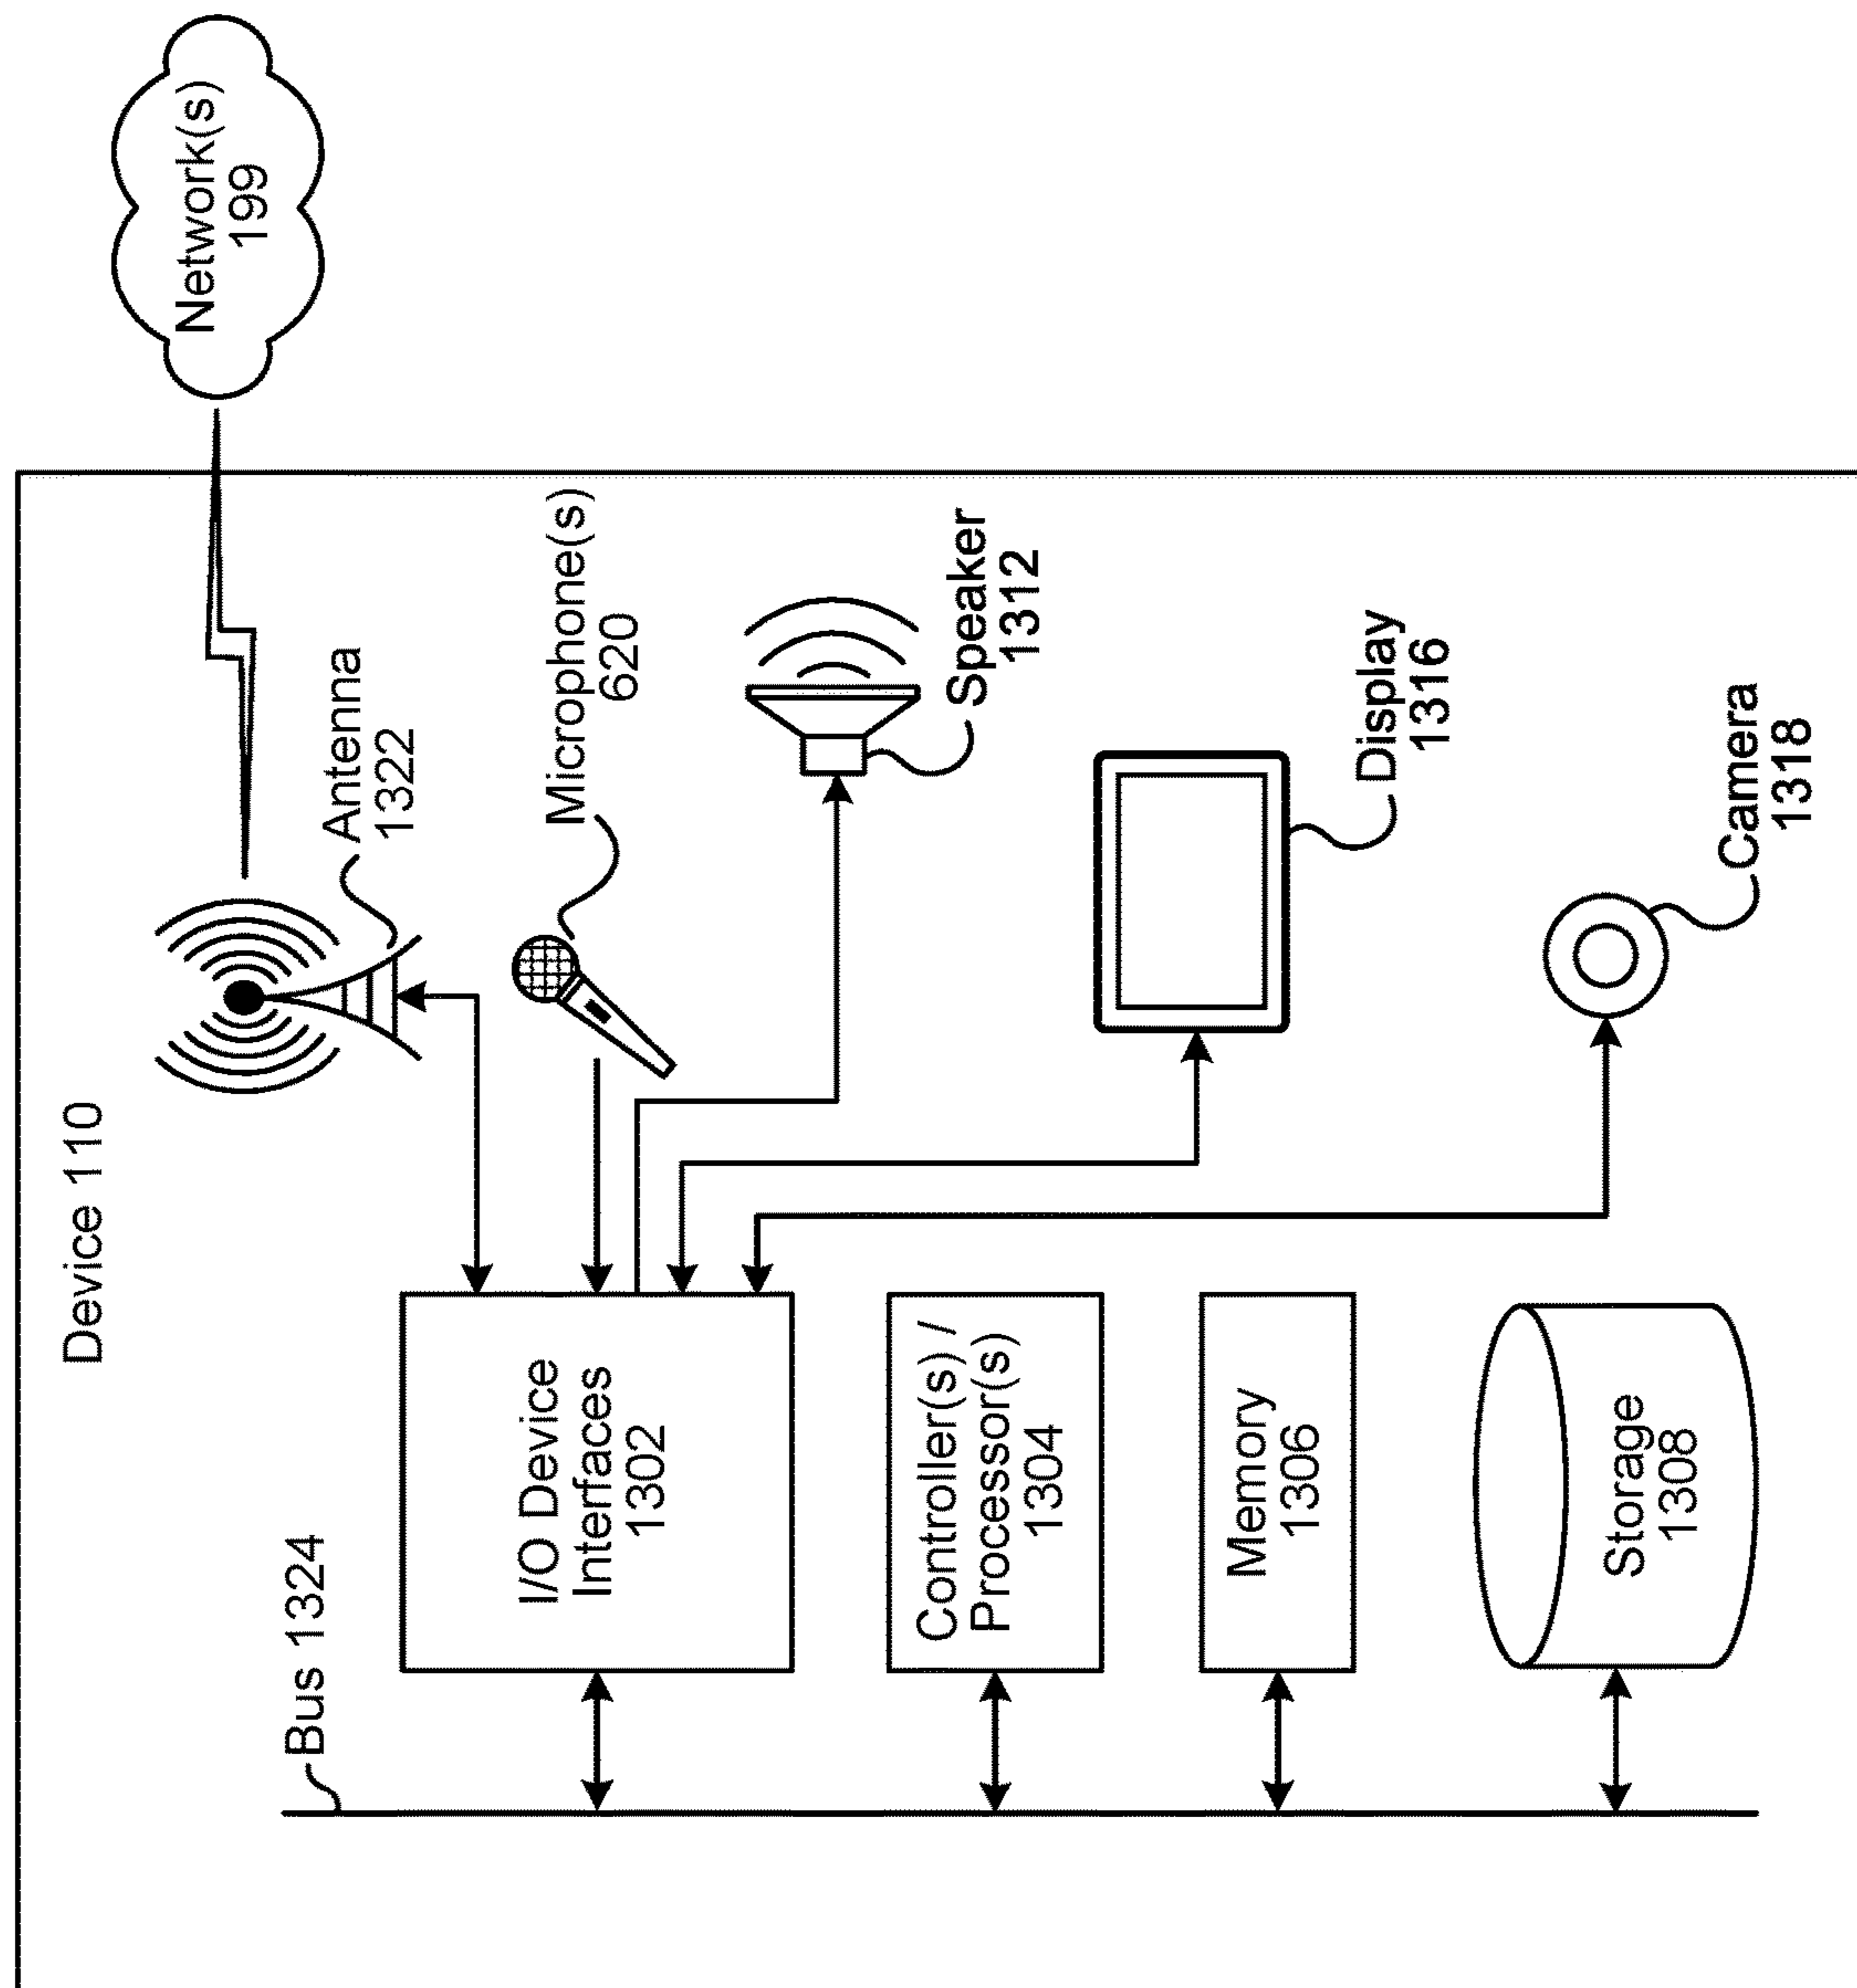 Device 110
Bus 1324
I/O Device
Interfaces
1302
Controller(s) /
Processor(s)
1304
Memory
1306
Storage
1308
Antenna
1322
Microphone(s)
620
Speaker
1312
Display
1316
Camera
1318
Network(s)
199